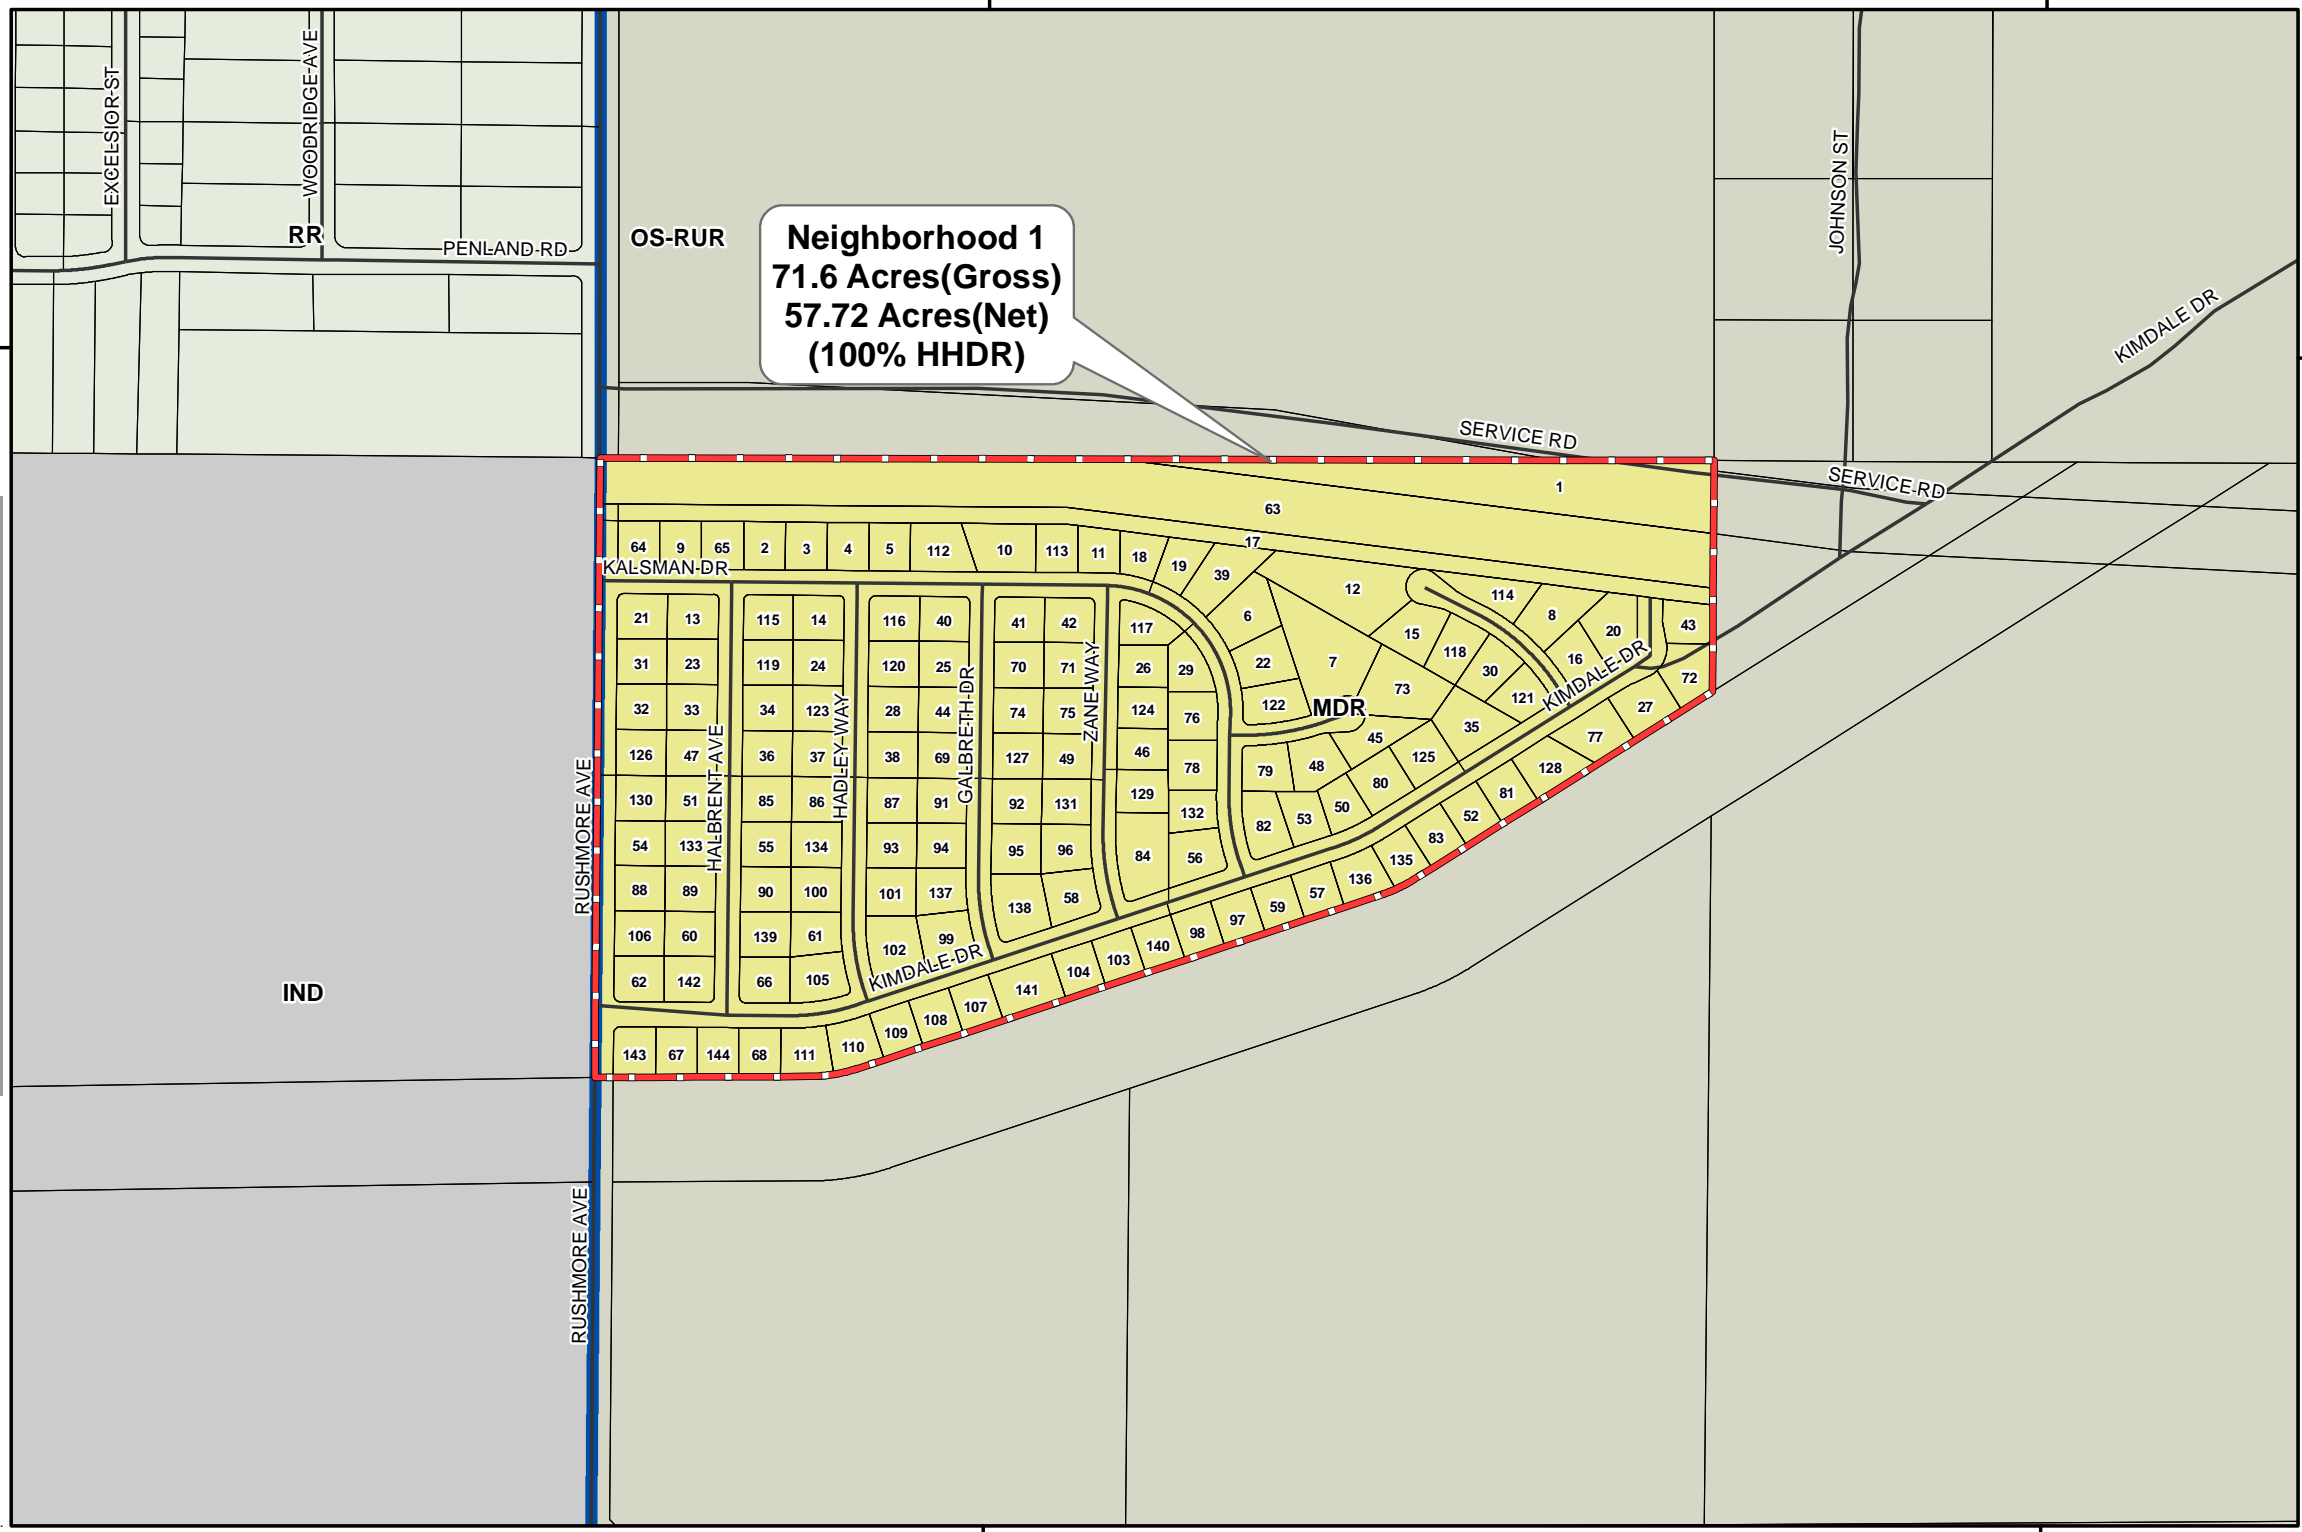 EXCELSIOR ST
WOODRIDGE AVE
RR
PENLAND RD
OS-RUR
Neighborhood 1
71.6 Acres(Gross)
57.72 Acres(Net)
(100% HHDR)
JOHNSON ST
KIMDALE DR
SERVICE RD
SERVICE RD
1
63
17
64 9 65 2 3 4 5 112 10 113 11 18 19 39
KALSMAN DR
12 114 8 20 43
6 15 118 30 16 72
22 7 73 121 27
122 MDR 35 77
KIMDALE DR
21 13 115 14 116 40 41 42 117
31 23 119 24 120 25 70 71 26 29
32 33 34 123 28 44 74 75 124 76
126 47 36 37 38 69 127 49 46 78
130 51 85 86 87 91 92 131 129 132
54 133 55 134 93 94 95 96 84 56
88 89 90 100 101 137 138 58
106 60 139 61 102 99
62 142 66 105
79 48 45 125 80
82 53 50
HALBRENT AVE
HADLEY WAY
GALBRETH DR
ZANE WAY
RUSHMORE AVE
KIMDALE DR
143 67 144 68 111 110 109 108 107 141 104 103 140 98 97 59 57 136 135 83 52 81 128
IND
RUSHMORE AVE